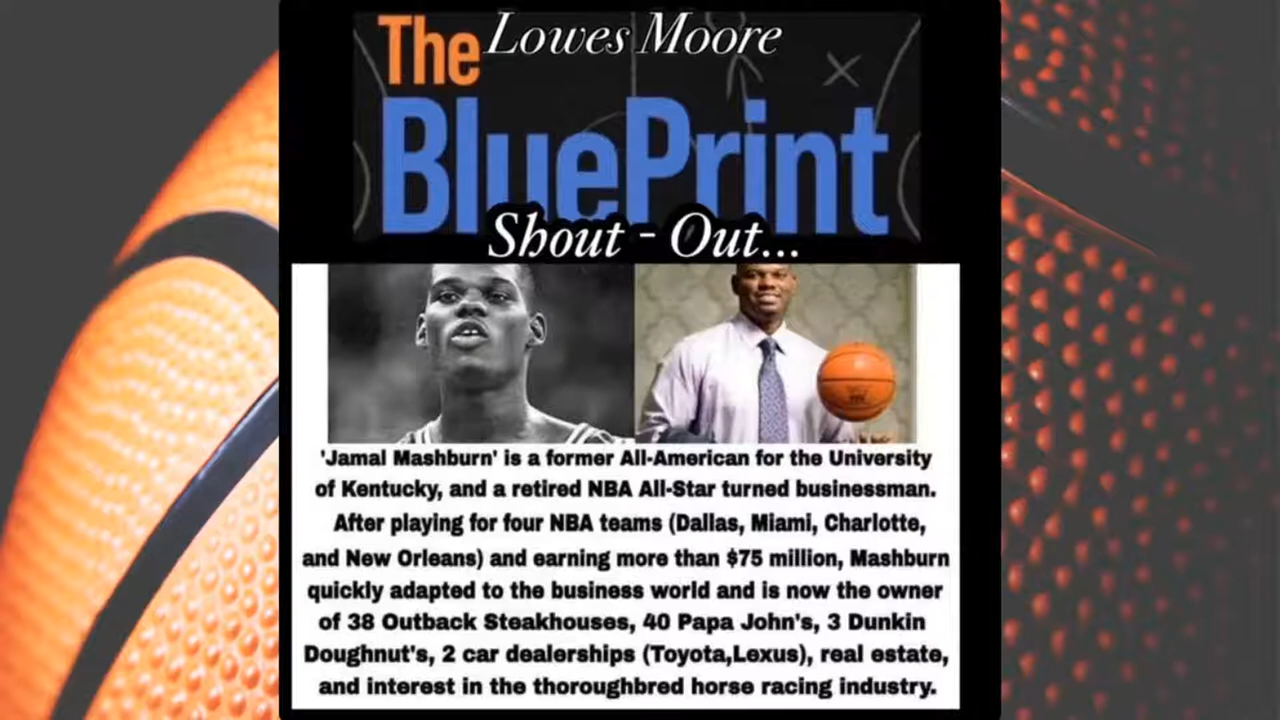 The Lowes Moore
BluePrint
Shout - Out...
'Jamal Mashburn' is a former All-American for the University
of Kentucky, and a retired NBA All-Star turned businessman.
After playing for four NBA teams (Dallas, Miami, Charlotte,
and New Orleans) and earning more than $75 million, Mashburn
quickly adapted to the business world and is now the owner
of 38 Outback Steakhouses, 40 Papa John's, 3 Dunkin
Doughnut's, 2 car dealerships (Toyota,Lexus), real estate,
and interest in the thoroughbred horse racing industry.